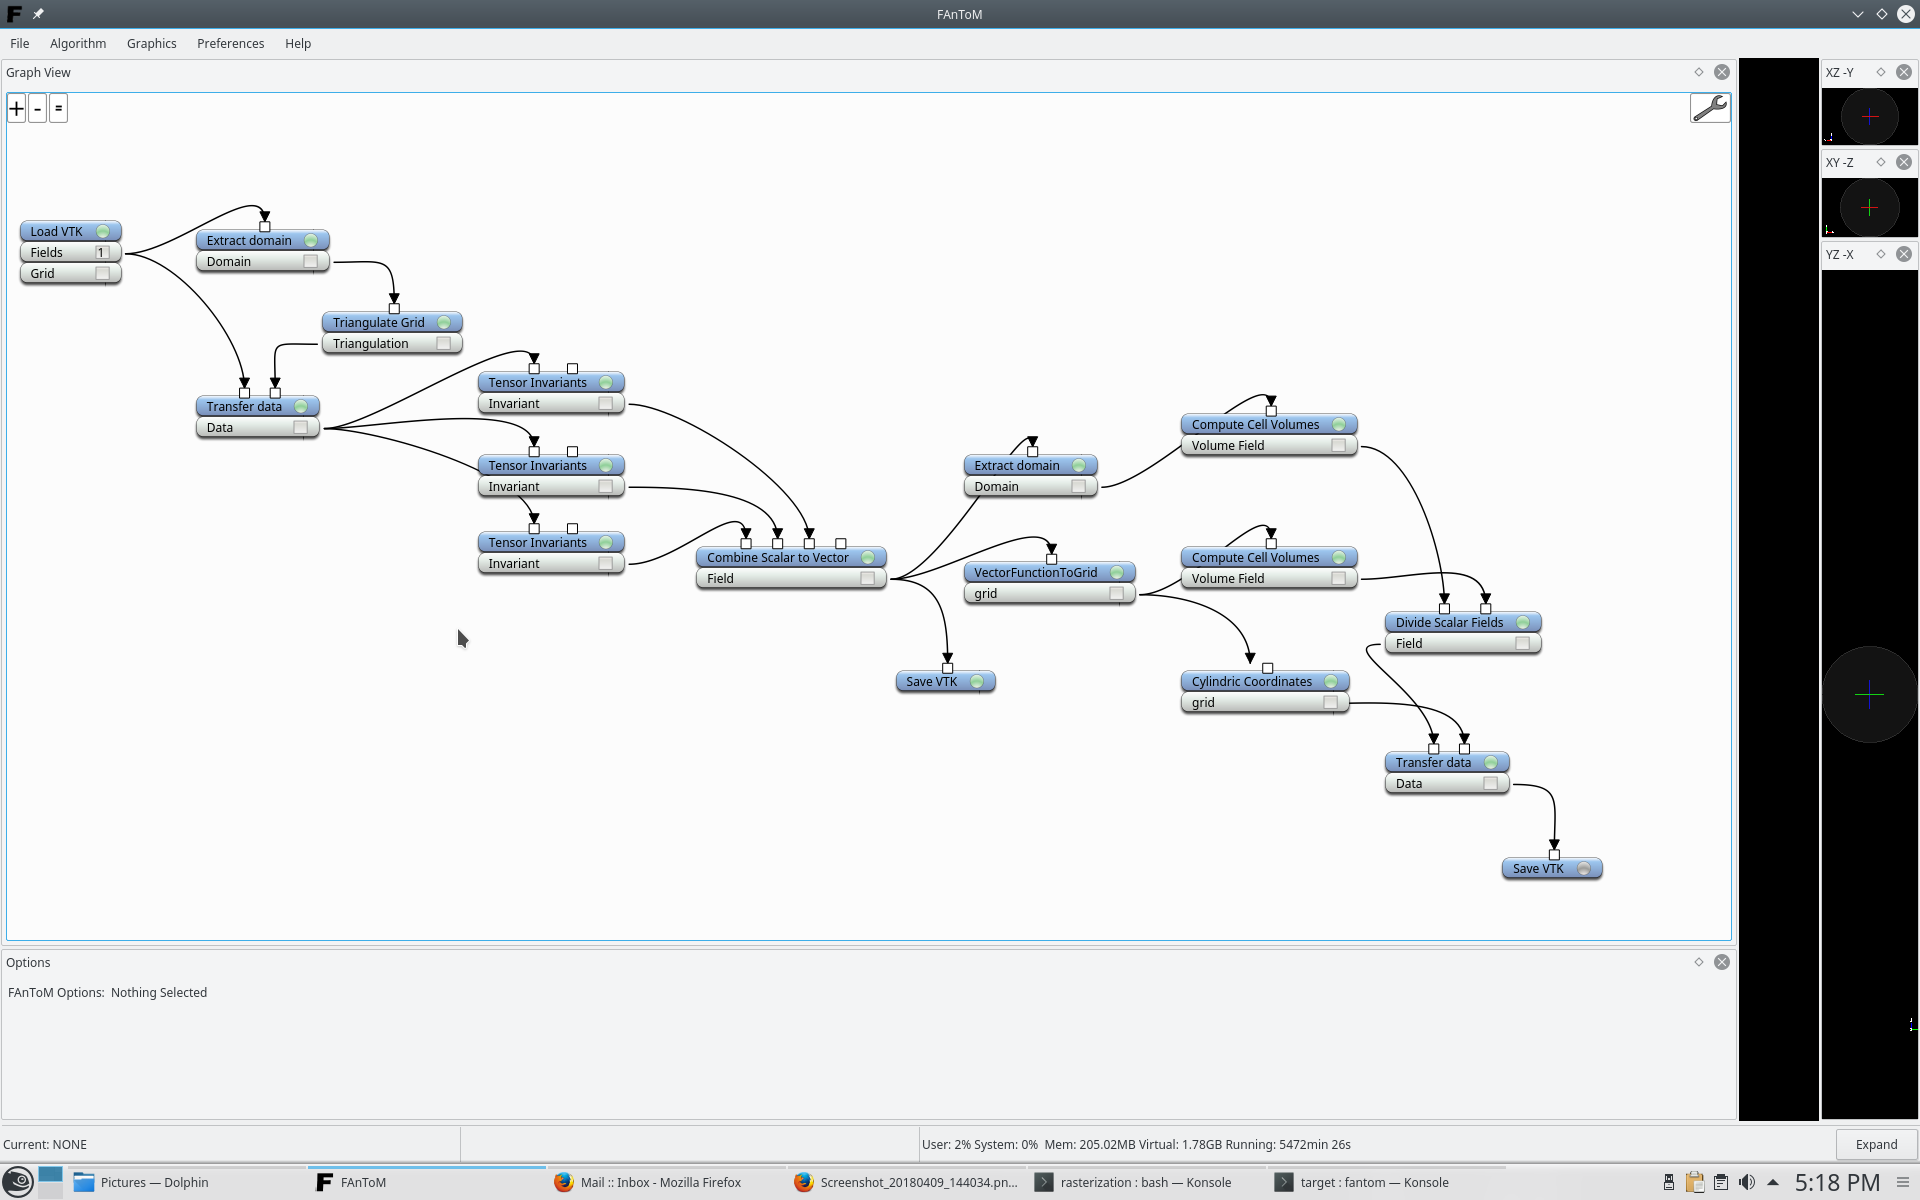 FAnToM
File Algorithm Graphics Preferences Help
Graph View
+ - =
Load VTK
Fields 1
Grid
Extract domain
Domain
Triangulate Grid
Triangulation
Transfer data
Data
Tensor Invariants
Invariant
Tensor Invariants
Invariant
Tensor Invariants
Invariant
Combine Scalar to Vector
Field
Extract domain
Domain
VectorFunctionToGrid
grid
Save VTK
Compute Cell Volumes
Volume Field
Compute Cell Volumes
Volume Field
Cylindric Coordinates
grid
Divide Scalar Fields
Field
Transfer data
Data
Save VTK
XZ -Y
XY -Z
YZ -X
Options
FAnToM Options: Nothing Selected
Current: NONE
User: 2% System: 0% Mem: 205.02MB Virtual: 1.78GB Running: 5472min 26s
Expand
Pictures — Dolphin
F FAnToM
Mail :: Inbox - Mozilla Firefox
Screenshot_20180409_144034.pn...
rasterization : bash — Konsole
target : fantom — Konsole
5:18 PM